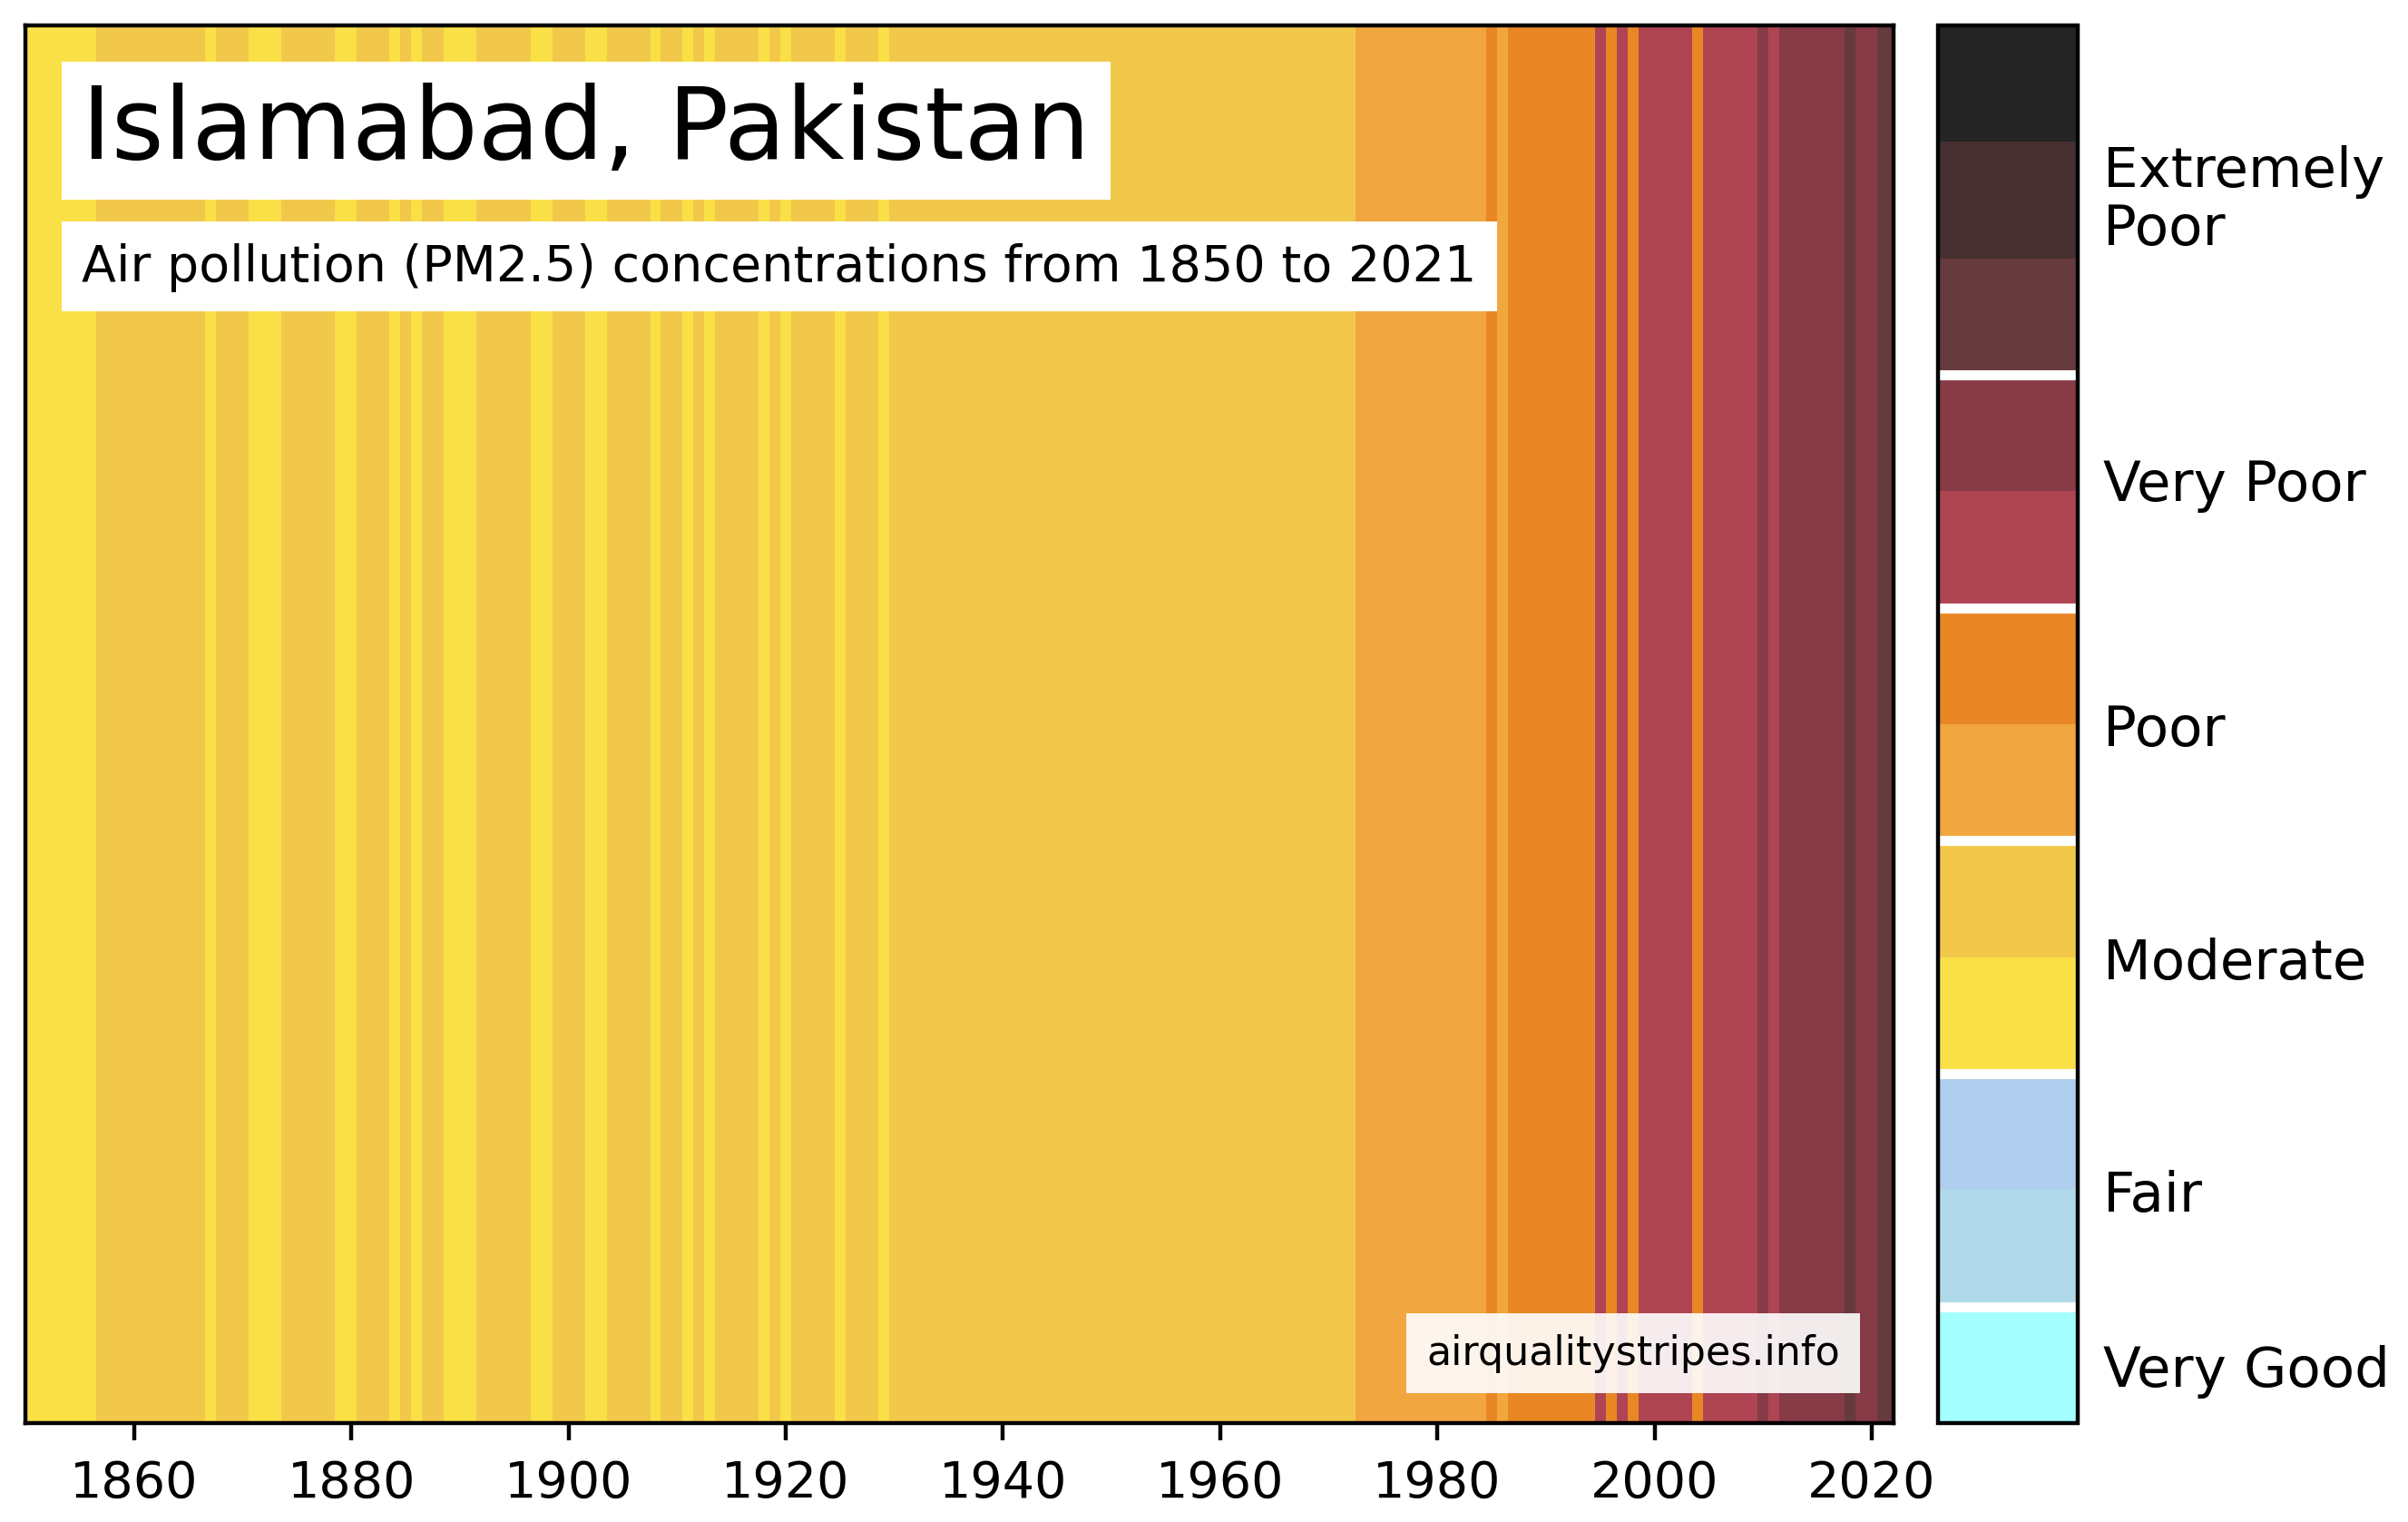 Islamabad, Pakistan
Air pollution (PM2.5) concentrations from 1850 to 2021
airqualitystripes.info
1860 1880 1900 1920 1940 1960 1980 2000 2020
Extremely
Poor
Very Poor
Poor
Moderate
Fair
Very Good